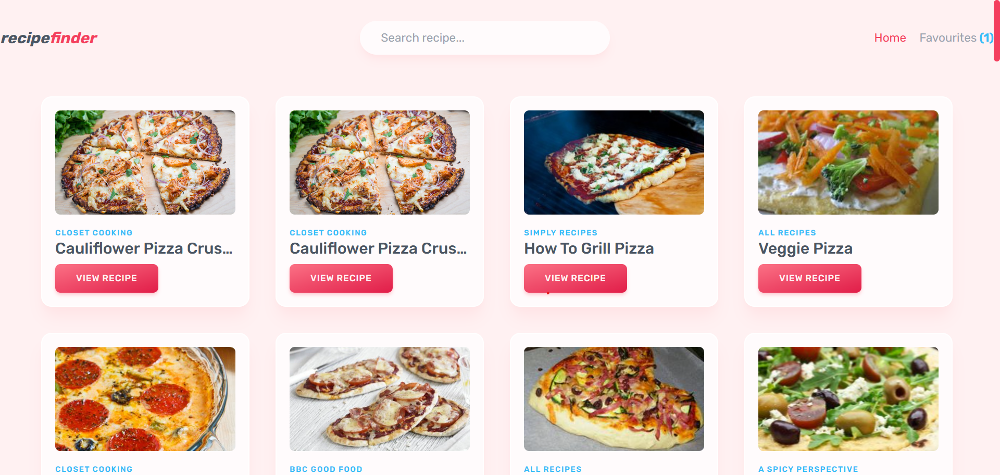 recipefinder
Search recipe...
Home Favourites (1)
CLOSET COOKING
Cauliflower Pizza Crus...
VIEW RECIPE
CLOSET COOKING
Cauliflower Pizza Crus...
VIEW RECIPE
SIMPLY RECIPES
How To Grill Pizza
VIEW RECIPE
ALL RECIPES
Veggie Pizza
VIEW RECIPE
CLOSET COOKING
BBC GOOD FOOD
ALL RECIPES
A SPICY PERSPECTIVE